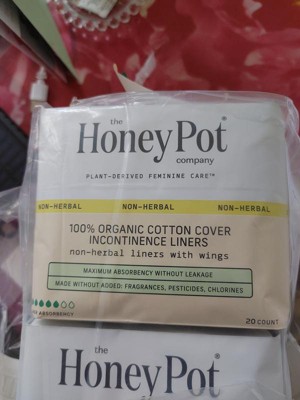 the
HoneyPot®
company
PLANT-DERIVED FEMININE CARE™
NON-HERBAL NON-HERBAL NON-HERBAL
100% ORGANIC COTTON COVER
INCONTINENCE LINERS
non-herbal liners with wings
MAXIMUM ABSORBENCY WITHOUT LEAKAGE
MADE WITHOUT ADDED: FRAGRANCES, PESTICIDES, CHLORINES
ABSORBENCY
20 COUNT
the
HoneyPot®